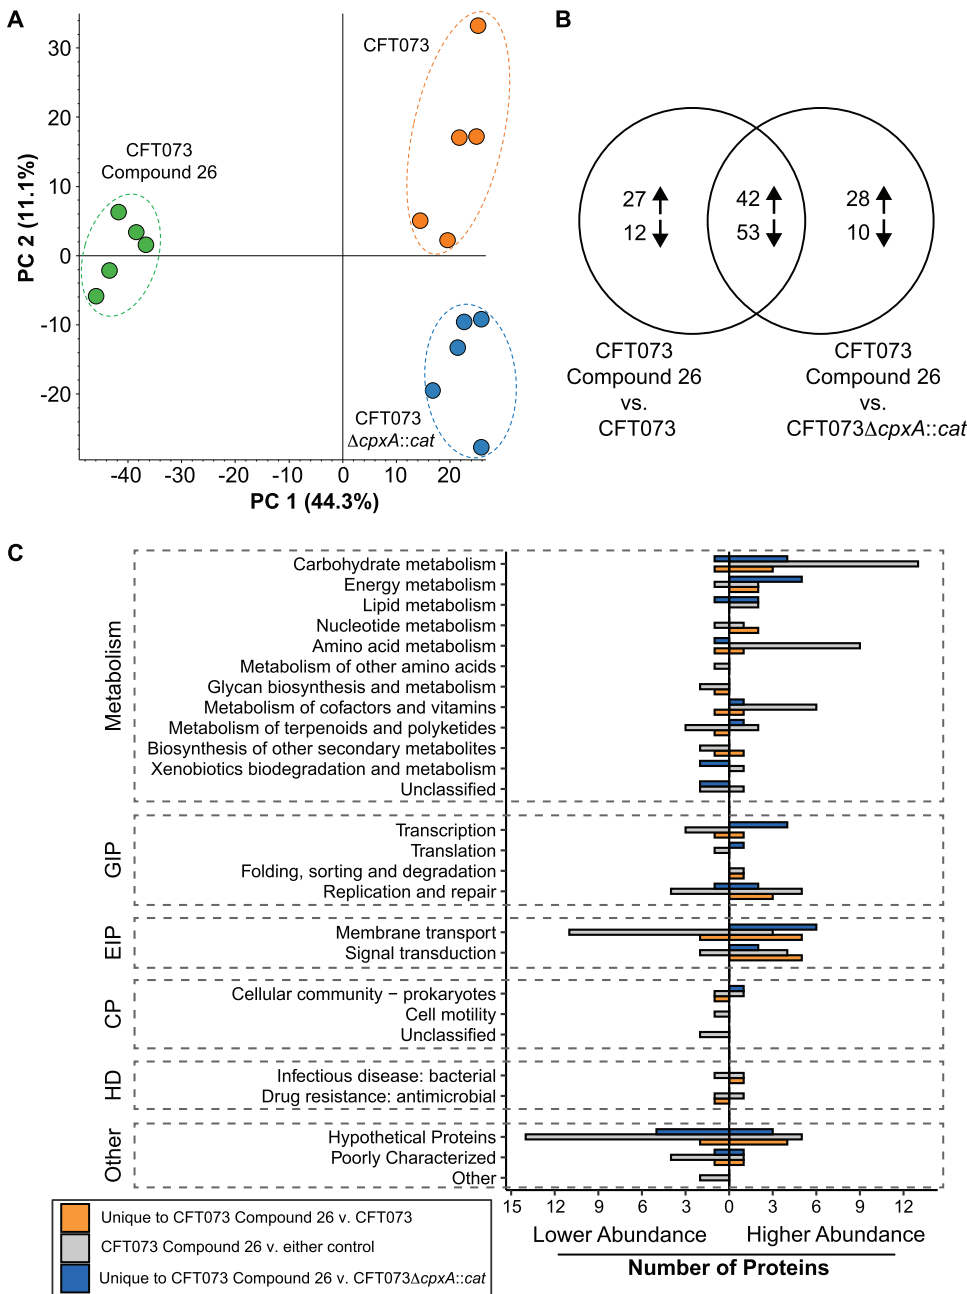 A
CFT073
CFT073
Compound 26
CFT073
ΔcpxA::cat
PC 2 (11.1%)
30
20
10
0
-10
-20
-40
-30
-20
-10
0
10
20
PC 1 (44.3%)
B
27
12
42
53
28
10
CFT073
Compound 26
vs.
CFT073
CFT073
Compound 26
vs.
CFT073ΔcpxA::cat
C
Metabolism
Carbohydrate metabolism
Energy metabolism
Lipid metabolism
Nucleotide metabolism
Amino acid metabolism
Metabolism of other amino acids
Glycan biosynthesis and metabolism
Metabolism of cofactors and vitamins
Metabolism of terpenoids and polyketides
Biosynthesis of other secondary metabolites
Xenobiotics biodegradation and metabolism
Unclassified
GIP
Transcription
Translation
Folding, sorting and degradation
Replication and repair
EIP
Membrane transport
Signal transduction
CP
Cellular community − prokaryotes
Cell motility
Unclassified
HD
Infectious disease: bacterial
Drug resistance: antimicrobial
Other
Hypothetical Proteins
Poorly Characterized
Other
15 12 9 6 3 0 3 6 9 12
Lower Abundance
Higher Abundance
Number of Proteins
Unique to CFT073 Compound 26 v. CFT073
CFT073 Compound 26 v. either control
Unique to CFT073 Compound 26 v. CFT073ΔcpxA::cat